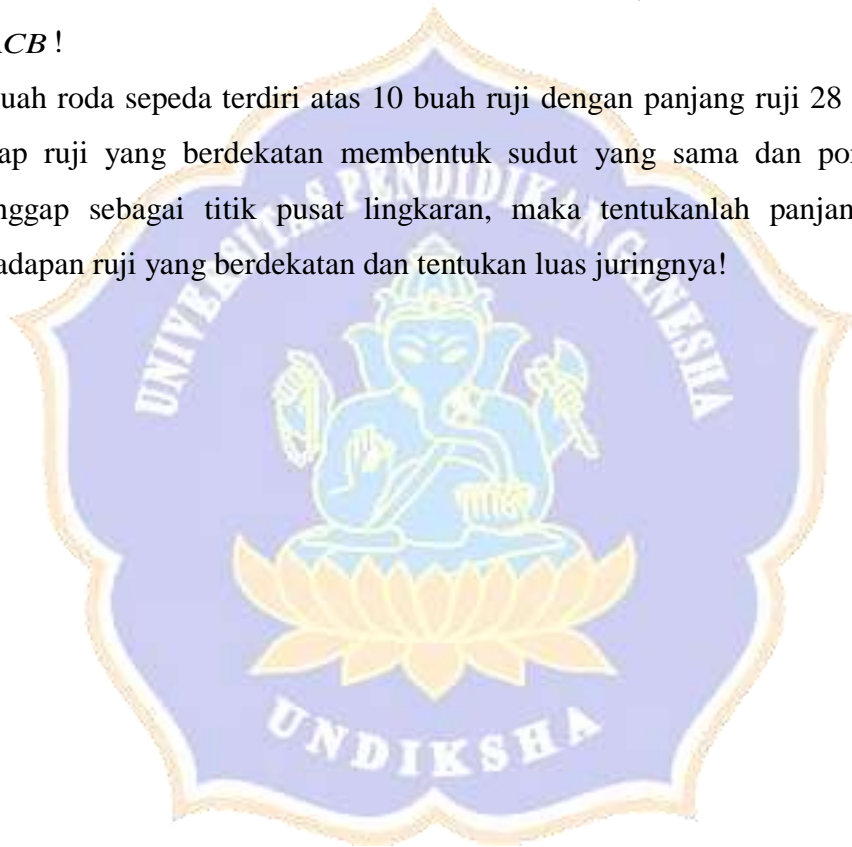 ACB !
uah roda sepeda terdiri atas 10 buah ruji dengan panjang ruji 28
ap ruji yang berdekatan membentuk sudut yang sama dan
nggap sebagai titik pusat lingkaran, maka tentukanlah
adapan ruji yang berdekatan dan tentukan luas juringnya!
UNIVERSITAS PENDIDIKAN GANESHA
UNDIKSHA